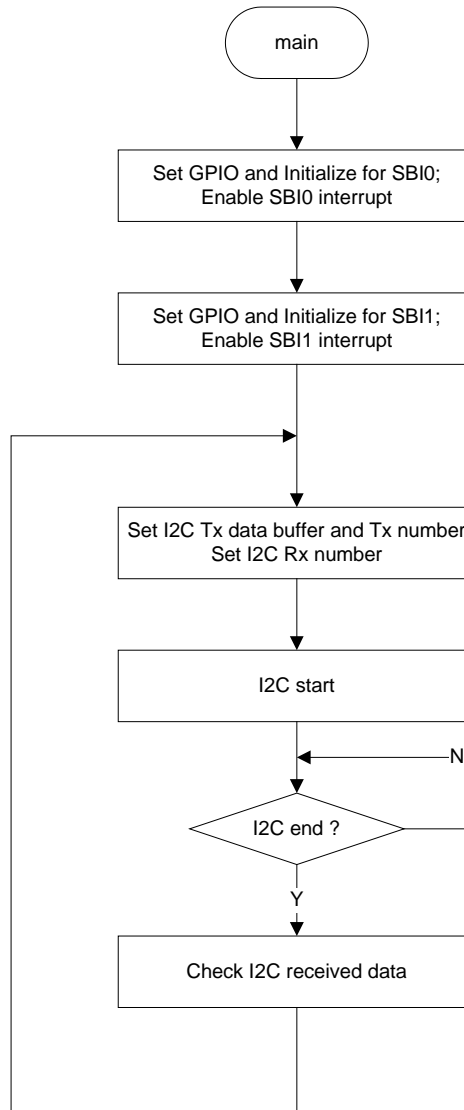 main
Set GPIO and Initialize for SBI0;
Enable SBI0 interrupt
Set GPIO and Initialize for SBI1;
Enable SBI1 interrupt
Set I2C Tx data buffer and Tx number
Set I2C Rx number
I2C start
N
I2C end ?
Y
Check I2C received data